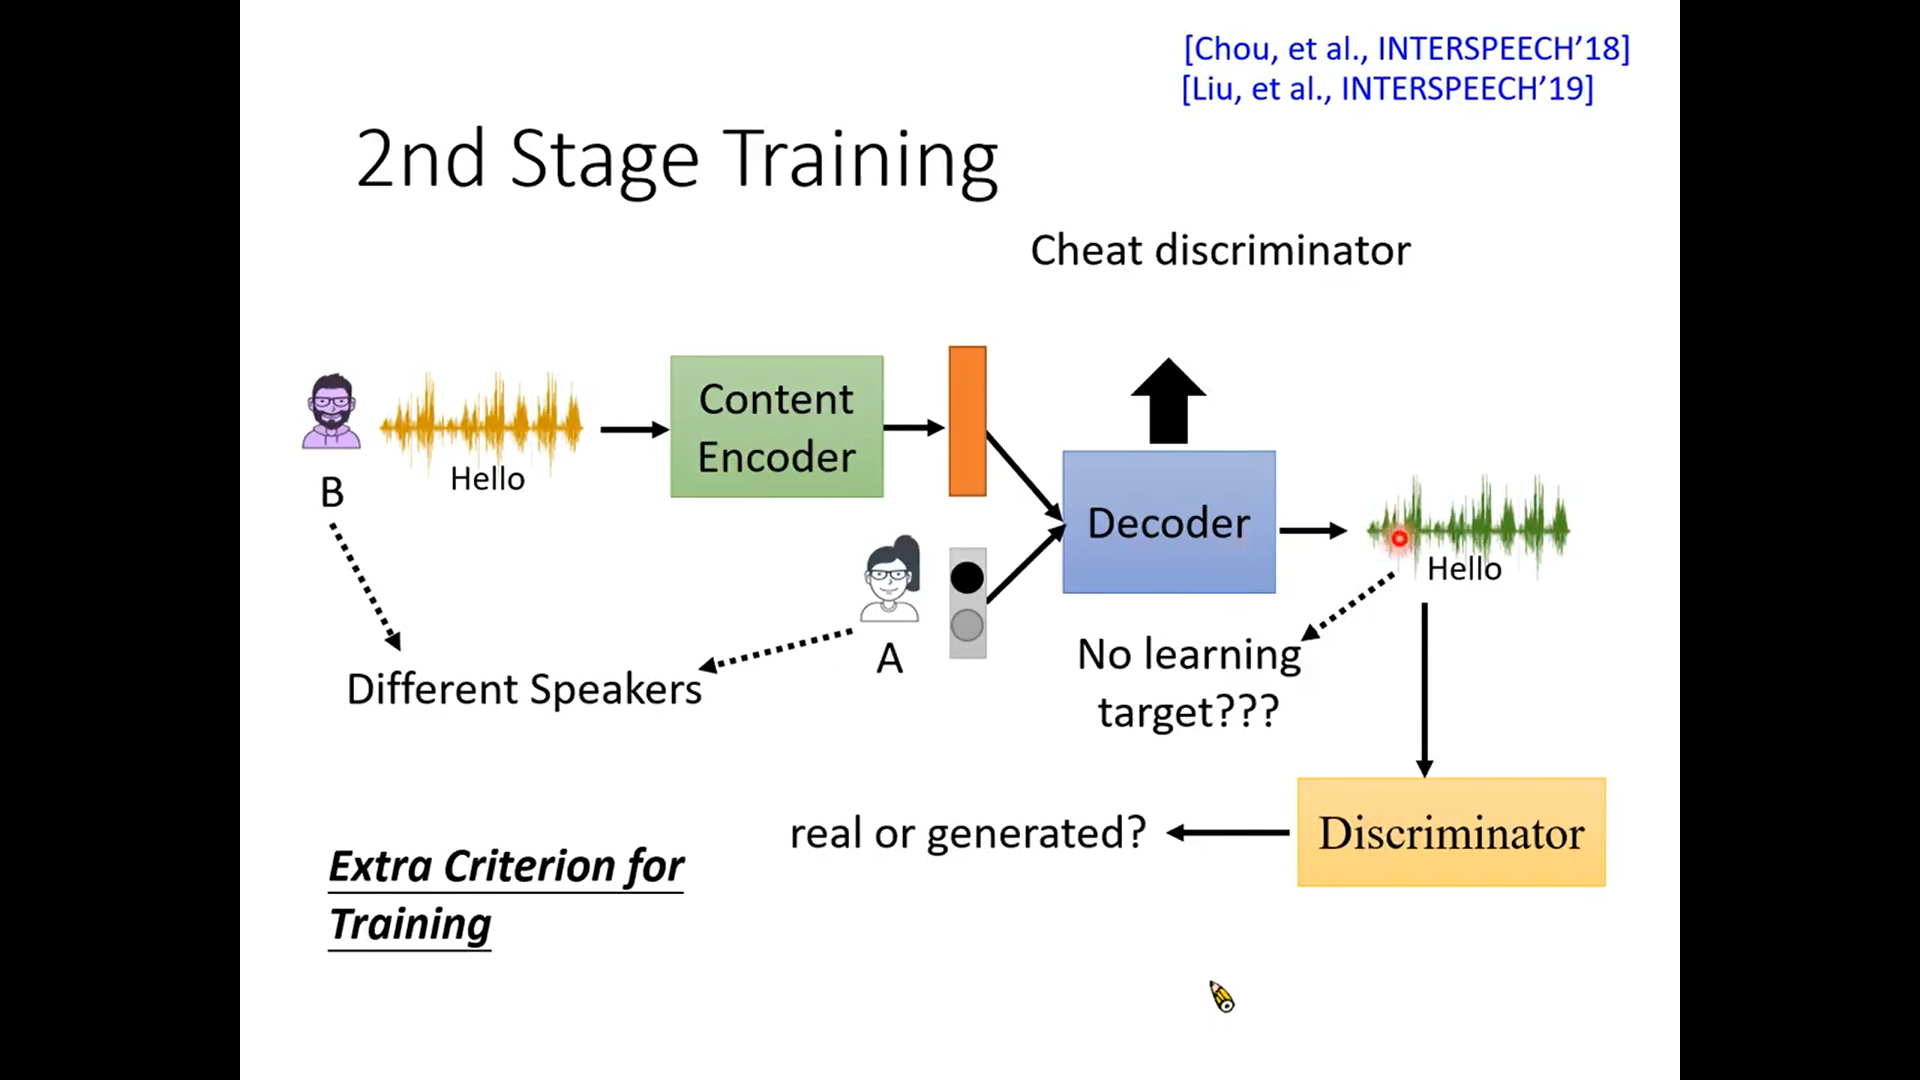 [Chou, et al., INTERSPEECH’18]
[Liu, et al., INTERSPEECH’19]
2nd Stage Training
Cheat discriminator
Content
Encoder
B
Hello
Decoder
Hello
A
Different Speakers
No learning
target???
real or generated?
Discriminator
Extra Criterion for
Training